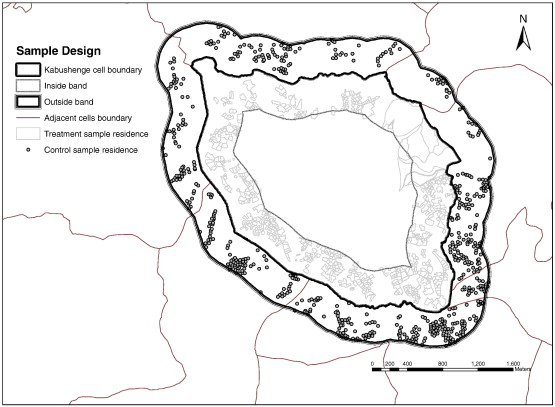 N
Sample Design
Kabushenge cell boundary
Inside band
Outside band
Adjacent cells boundary
Treatment sample residence
Control sample residence
0 200 400 800 1,200 1,600
Meters